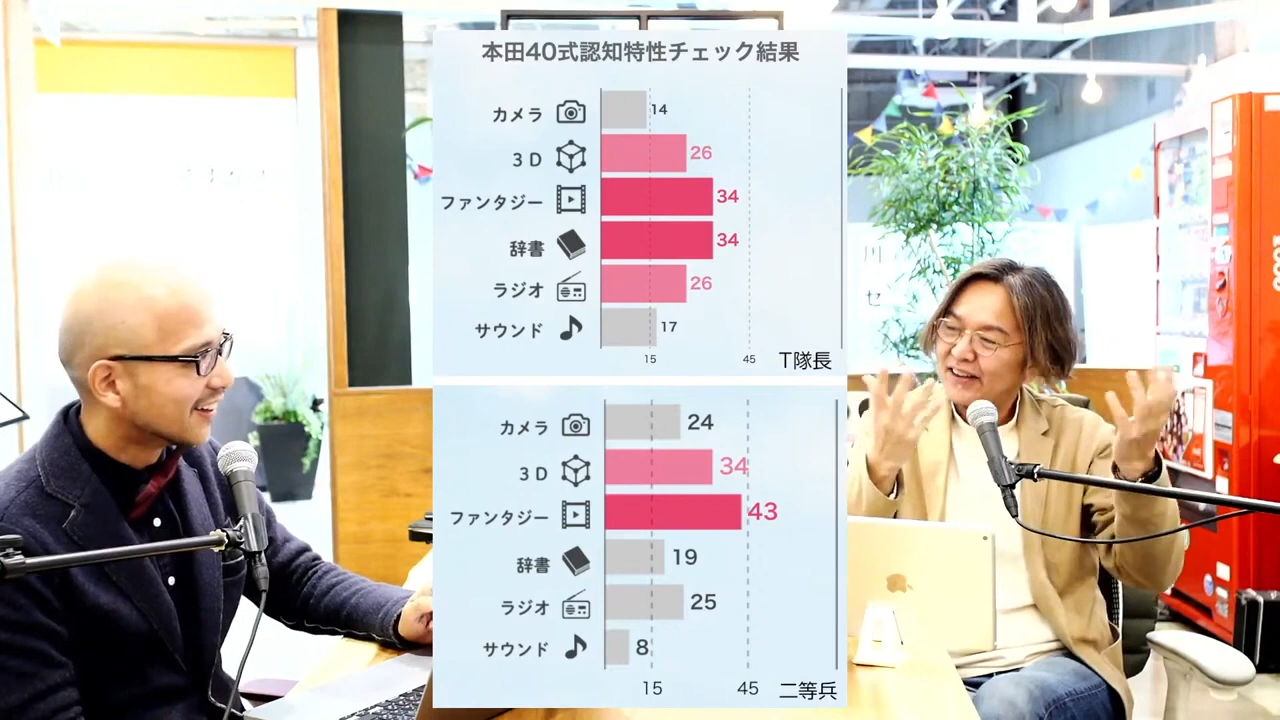 本田40式認知特性チェック結果
カメラ 14
3D 26
ファンタジー 34
辞書 34
ラジオ 26
サウンド 17
15 45 T隊長
カメラ 24
3D 34
ファンタジー 43
辞書 19
ラジオ 25
サウンド 8
15 45 二等兵
川
セ